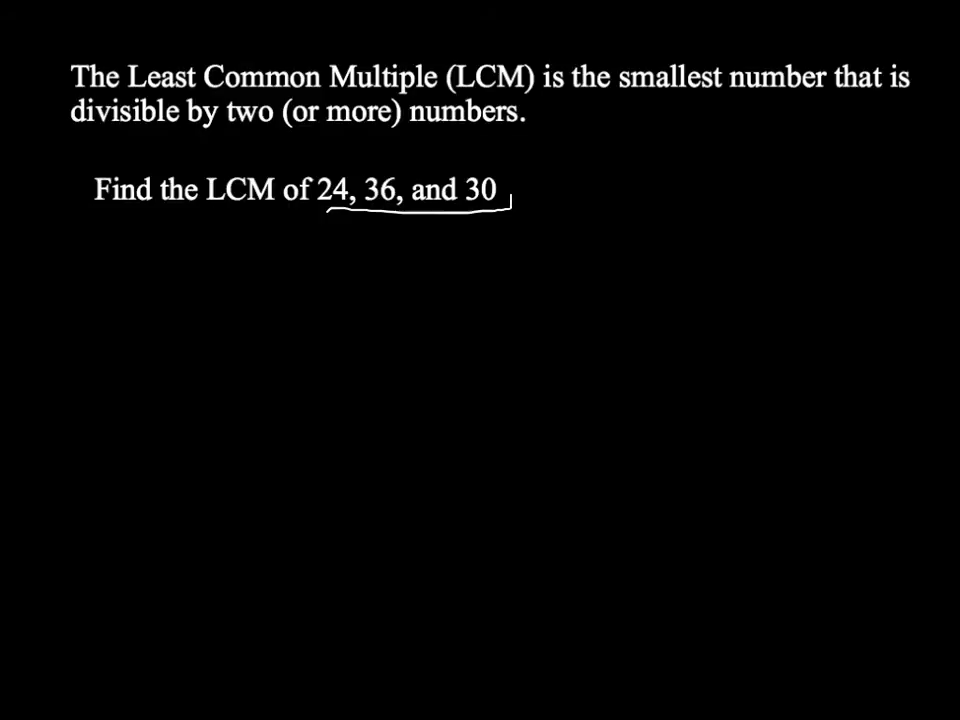 The Least Common Multiple (LCM) is the smallest number that is
divisible by two (or more) numbers.
Find the LCM of 24, 36, and 30